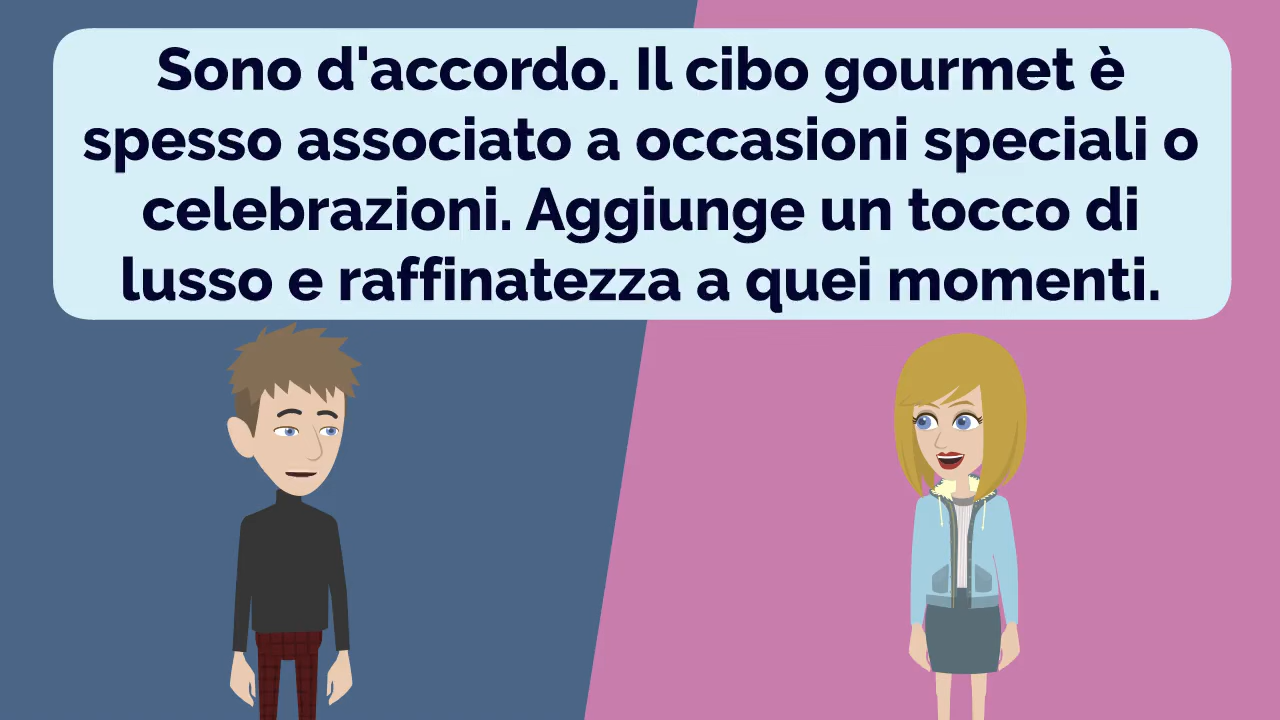 Sono d'accordo. Il cibo gourmet è
spesso associato a occasioni speciali o
celebrazioni. Aggiunge un tocco di
lusso e raffinatezza a quei momenti.